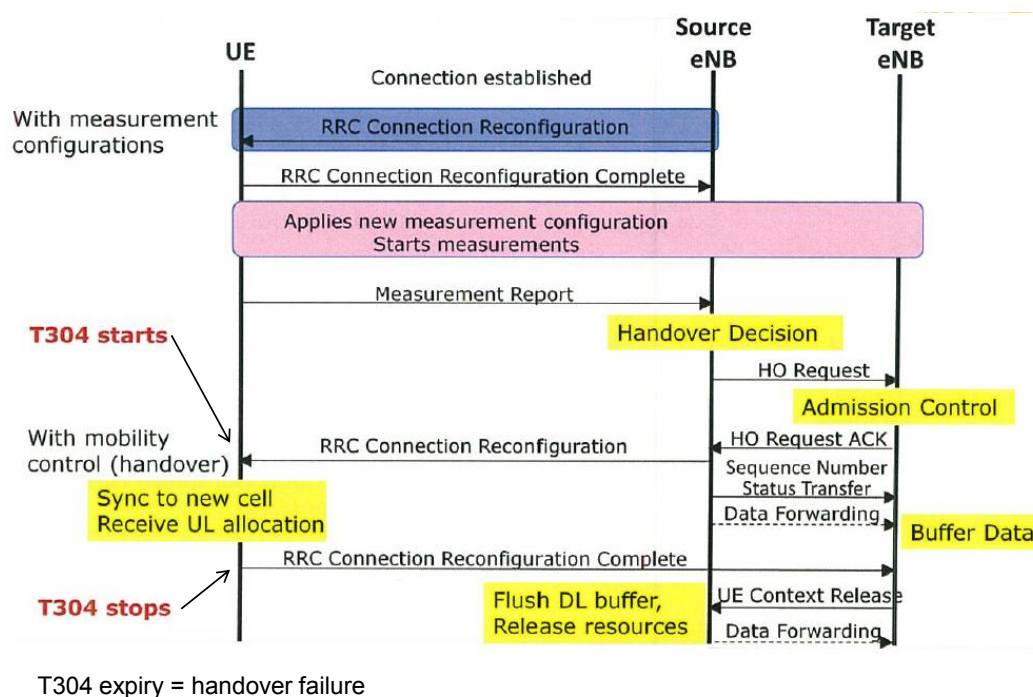 UE
Source
eNB
Target
eNB
Connection established
With measurement
configurations
RRC Connection Reconfiguration
RRC Connection Reconfiguration Complete
Applies new measurement configuration
Starts measurements
Measurement Report
T304 starts
Handover Decision
HO Request
Admission Control
With mobility
control (handover)
RRC Connection Reconfiguration
HO Request ACK
Sequence Number
Status Transfer
Sync to new cell
Receive UL allocation
Data Forwarding
Buffer Data
RRC Connection Reconfiguration Complete
T304 stops
Flush DL buffer,
Release resources
UE Context Release
Data Forwarding
T304 expiry = handover failure